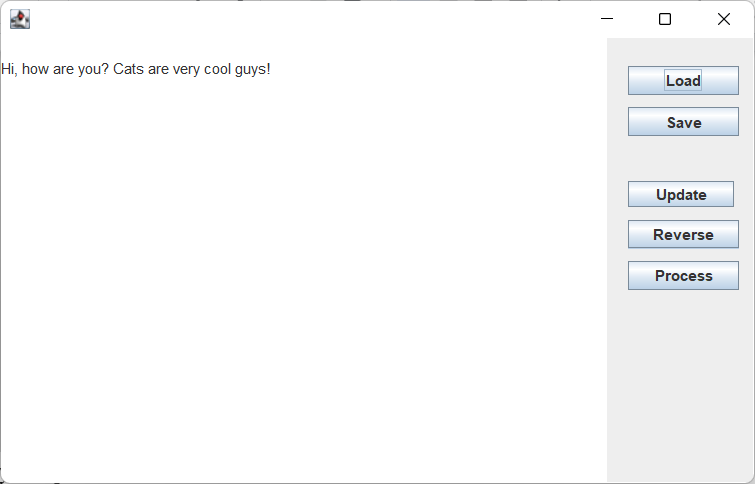 Hi, how are you? Cats are very cool guys!
Load
Save
Update
Reverse
Process